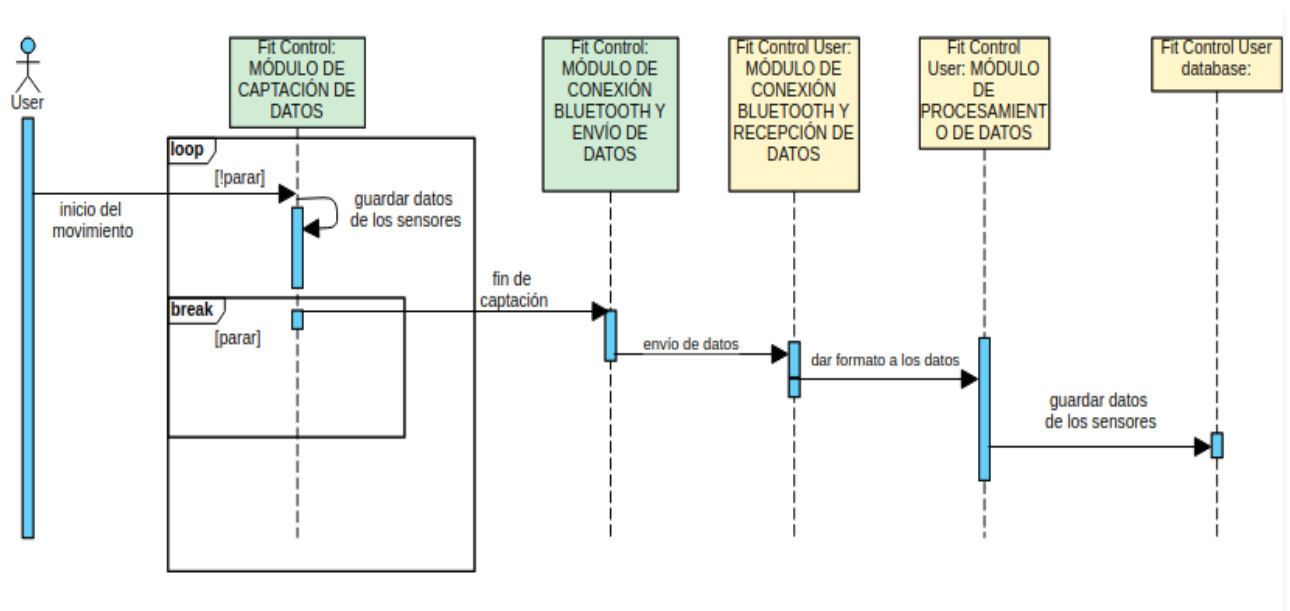 User
Fit Control:
MÓDULO DE
CAPTACIÓN DE
DATOS
Fit Control:
MÓDULO DE
CONEXIÓN
BLUETOOTH Y
ENVÍO DE
DATOS
Fit Control User:
MÓDULO DE
CONEXIÓN
BLUETOOTH Y
RECEPCIÓN DE
DATOS
Fit Control
User: MÓDULO
DE
PROCESAMIENT
O DE DATOS
Fit Control User
database:
loop
[!parar]
inicio del
movimiento
guardar datos
de los sensores
break
[parar]
fin de
captación
envío de datos
dar formato a los datos
guardar datos
de los sensores